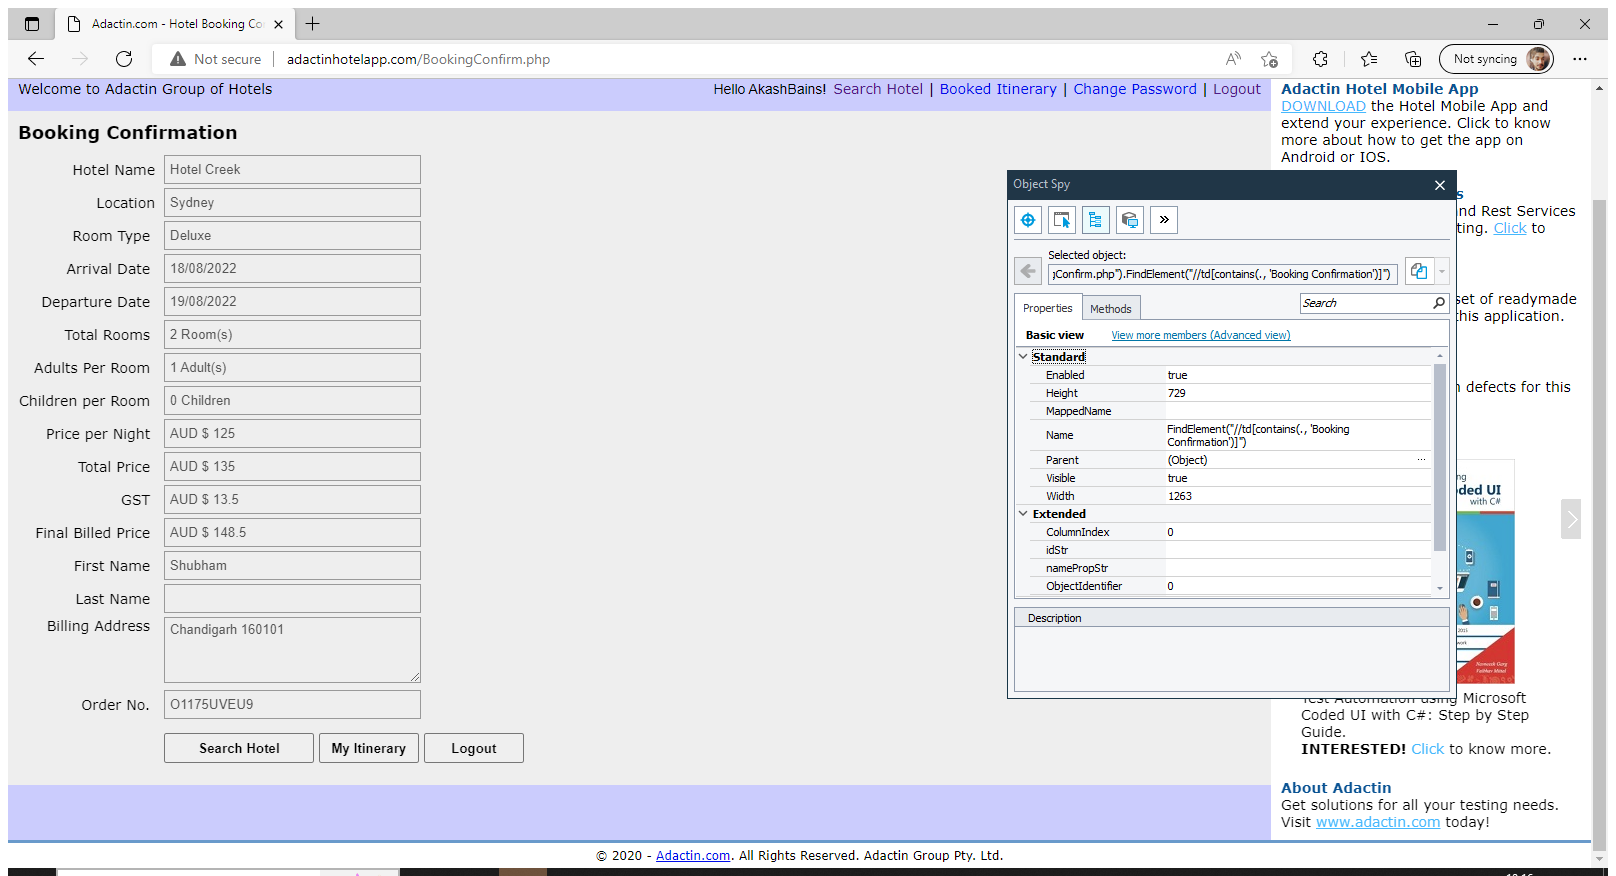 Adactin.com - Hotel Booking Co
Not secure
adactinhotelapp.com/BookingConfirm.php
Not syncing
Welcome to Adactin Group of Hotels
Hello AkashBains! Search Hotel | Booked Itinerary | Change Password | Logout
Booking Confirmation
Hotel Name Hotel Creek
Location Sydney
Room Type Deluxe
Arrival Date 18/08/2022
Departure Date 19/08/2022
Total Rooms 2 Room(s)
Adults Per Room 1 Adult(s)
Children per Room 0 Children
Price per Night AUD $ 125
Total Price AUD $ 135
GST AUD $ 13.5
Final Billed Price AUD $ 148.5
First Name Shubham
Last Name
Billing Address Chandigarh 160101
Order No. O1175UVEU9
Search Hotel My Itinerary Logout
Adactin Hotel Mobile App
DOWNLOAD the Hotel Mobile App and
extend your experience. Click to know
more about how to get the app on
Android or IOS.
s
nd Rest Services
ting. Click to
set of readymade
this application.
defects for this
Object Spy
Selected object:
gConfirm.php").FindElement("//td[contains(., 'Booking Confirmation')]")
Properties Methods Search
Basic view View more members (Advanced view)
Standard
Enabled true
Height 729
MappedName
Name FindElement("//td[contains(., 'Booking
Confirmation')]")
Parent (Object) ...
Visible true
Width 1263
Extended
ColumnIndex 0
idStr
namePropStr
ObjectIdentifier 0
Description
ng
ded UI
with C#
2015
work
Test Automation using Microsoft
Coded UI with C#: Step by Step
Guide.
INTERESTED! Click to know more.
About Adactin
Get solutions for all your testing needs.
Visit www.adactin.com today!
© 2020 - Adactin.com. All Rights Reserved. Adactin Group Pty. Ltd.